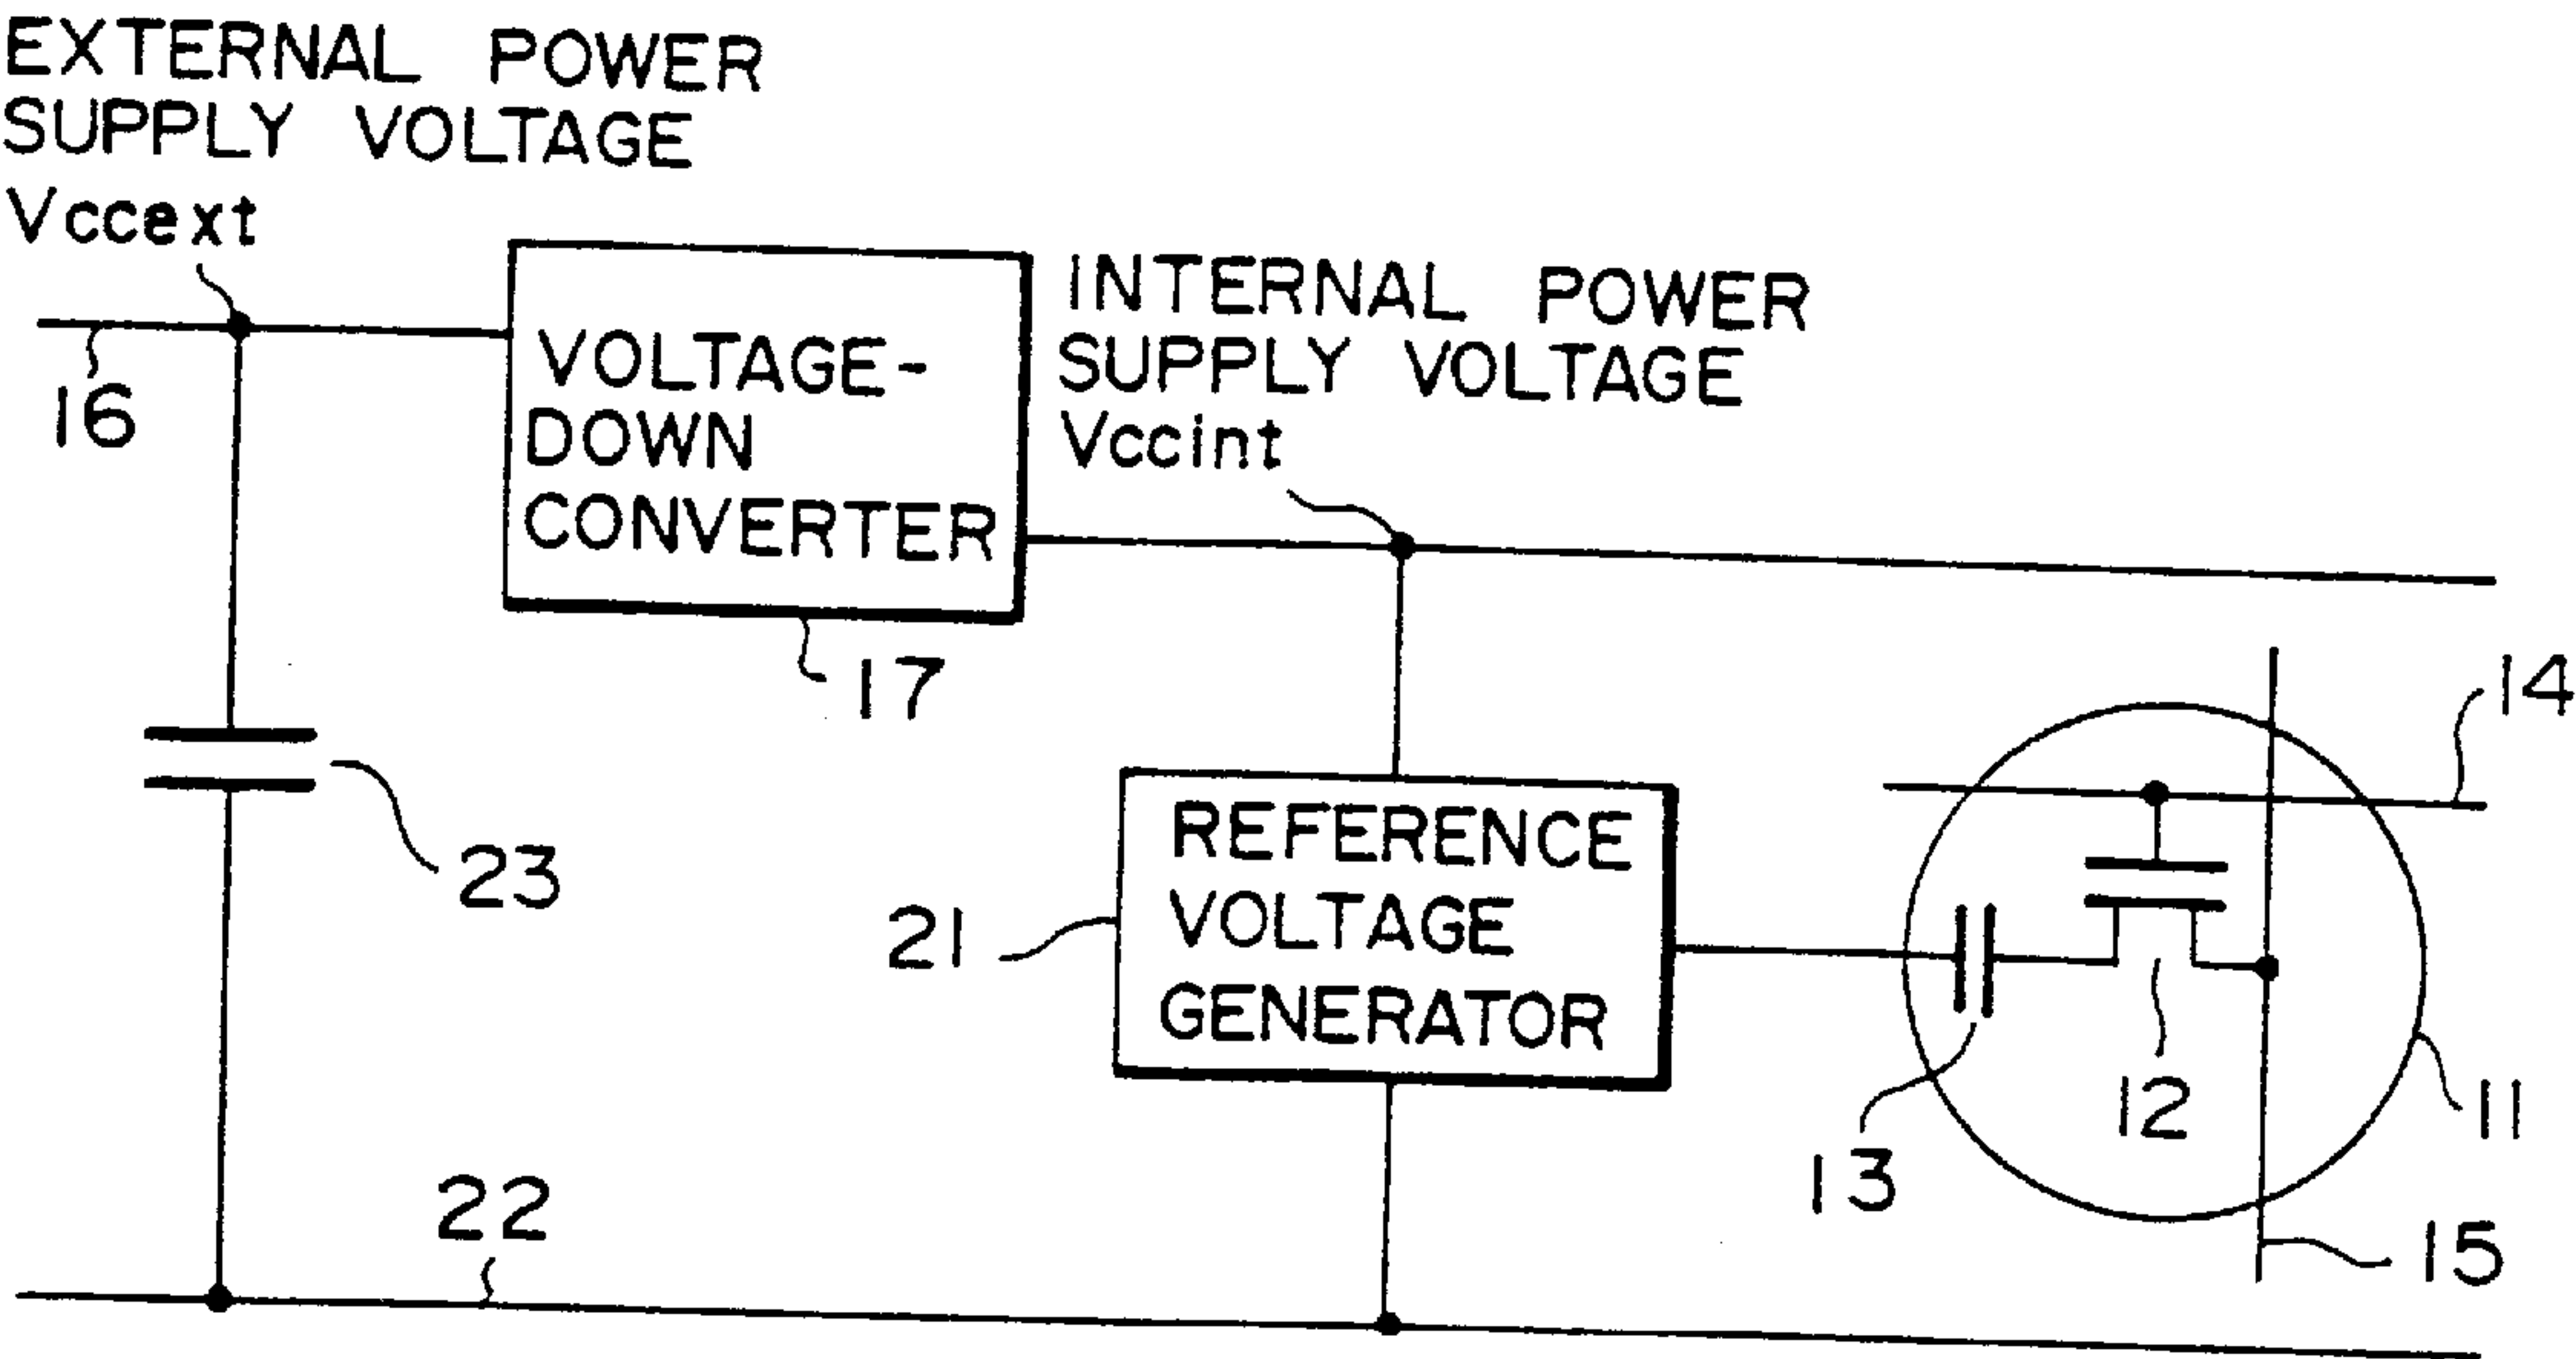 EXTERNAL POWER
SUPPLY VOLTAGE
Vccext
16
VOLTAGE-
DOWN
CONVERTER
17
INTERNAL POWER
SUPPLY VOLTAGE
Vccint
23
14
REFERENCE
VOLTAGE
GENERATOR
21
12
11
13
22
15